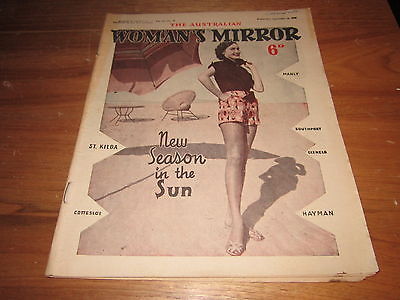 THE AUSTRALIAN
WOMAN'S MIRROR
6ᴰ
MANLY
SOUTHPORT
GLENELG
ST. KILDA
New
Season
in the
Sun
COTTESLOE
HAYMAN